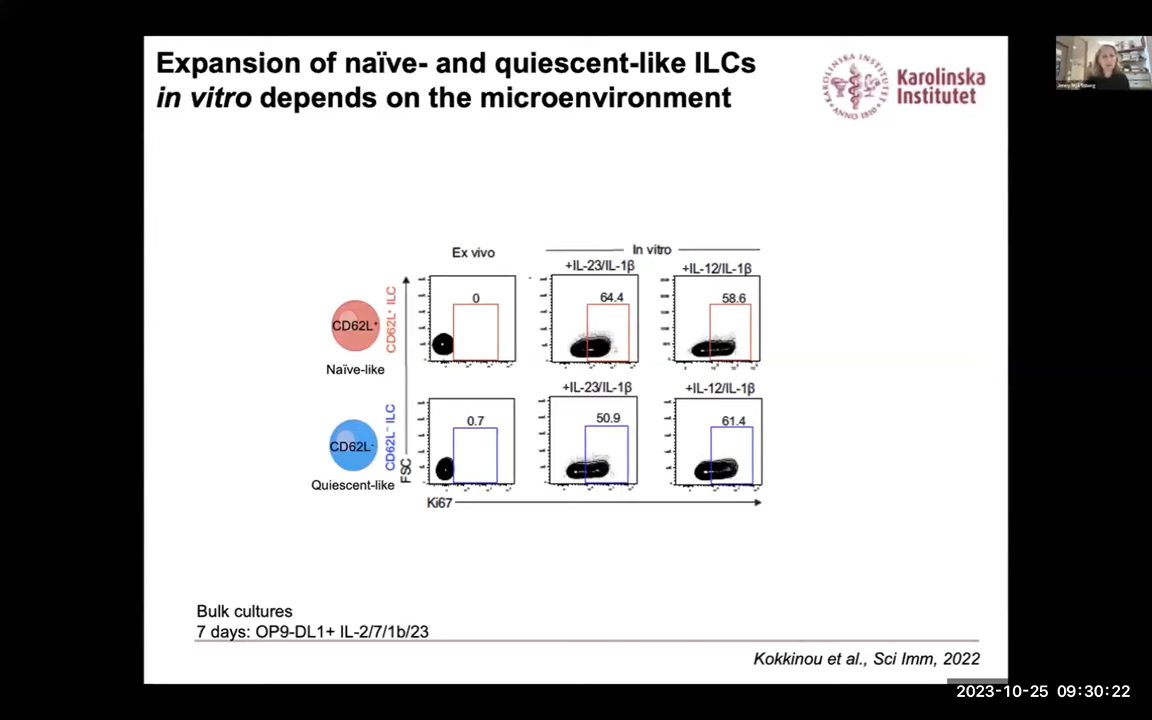 Expansion of naïve- and quiescent-like ILCs
in vitro depends on the microenvironment
KAROLINSKA INSTITUTET
ANNO 1810
Karolinska
Institutet
Ex vivo
In vitro
+IL-23/IL-1β
+IL-12/IL-1β
CD62L+
Naïve-like
CD62L+ ILC
0
64.4
58.6
+IL-23/IL-1β
+IL-12/IL-1β
CD62L-
Quiescent-like
CD62L- ILC
0.7
50.9
61.4
FSC
Ki67
Bulk cultures
7 days: OP9-DL1+ IL-2/7/1b/23
Kokkinou et al., Sci Imm, 2022
2023-10-25 09:30:22